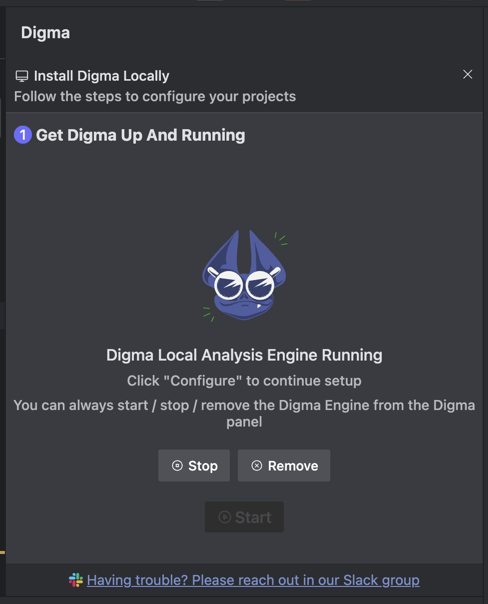 Digma
Install Digma Locally
Follow the steps to configure your projects
1 Get Digma Up And Running
Digma Local Analysis Engine Running
Click "Configure" to continue setup
You can always start / stop / remove the Digma Engine from the Digma
panel
Stop Remove
Start
Having trouble? Please reach out in our Slack group